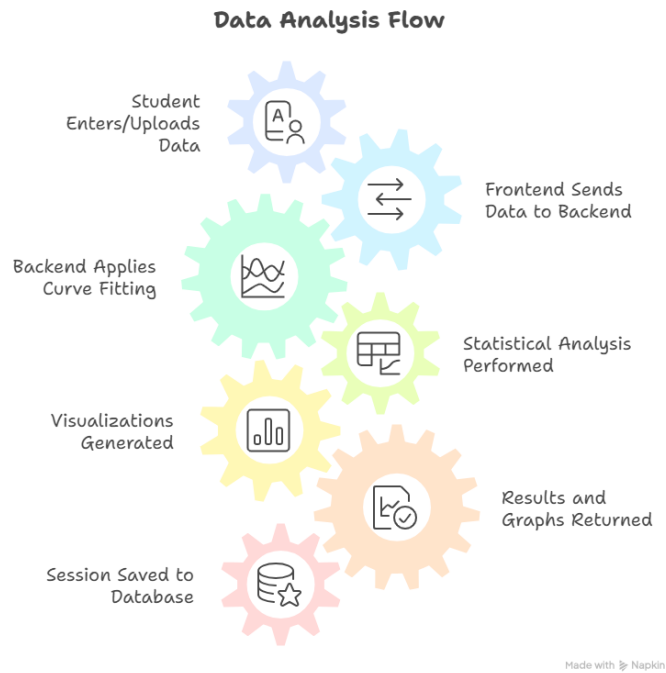 Data Analysis Flow
Student
Enters/Uploads
Data
A
Frontend Sends
Data to Backend
Backend Applies
Curve Fitting
Statistical Analysis
Performed
Visualizations
Generated
Results and
Graphs Returned
Session Saved to
Database
Made with Napkin